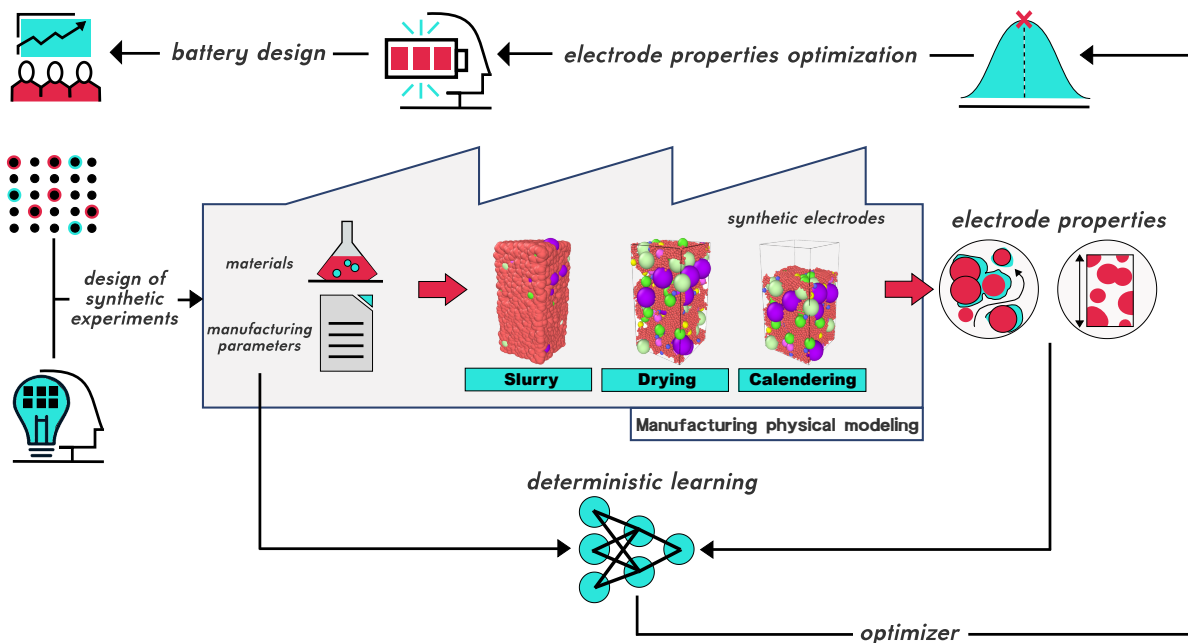 battery design
electrode properties optimization
synthetic electrodes
electrode properties
materials
design of
synthetic
experiments
manufacturing
parameters
Slurry
Drying
Calendering
Manufacturing physical modeling
deterministic learning
optimizer